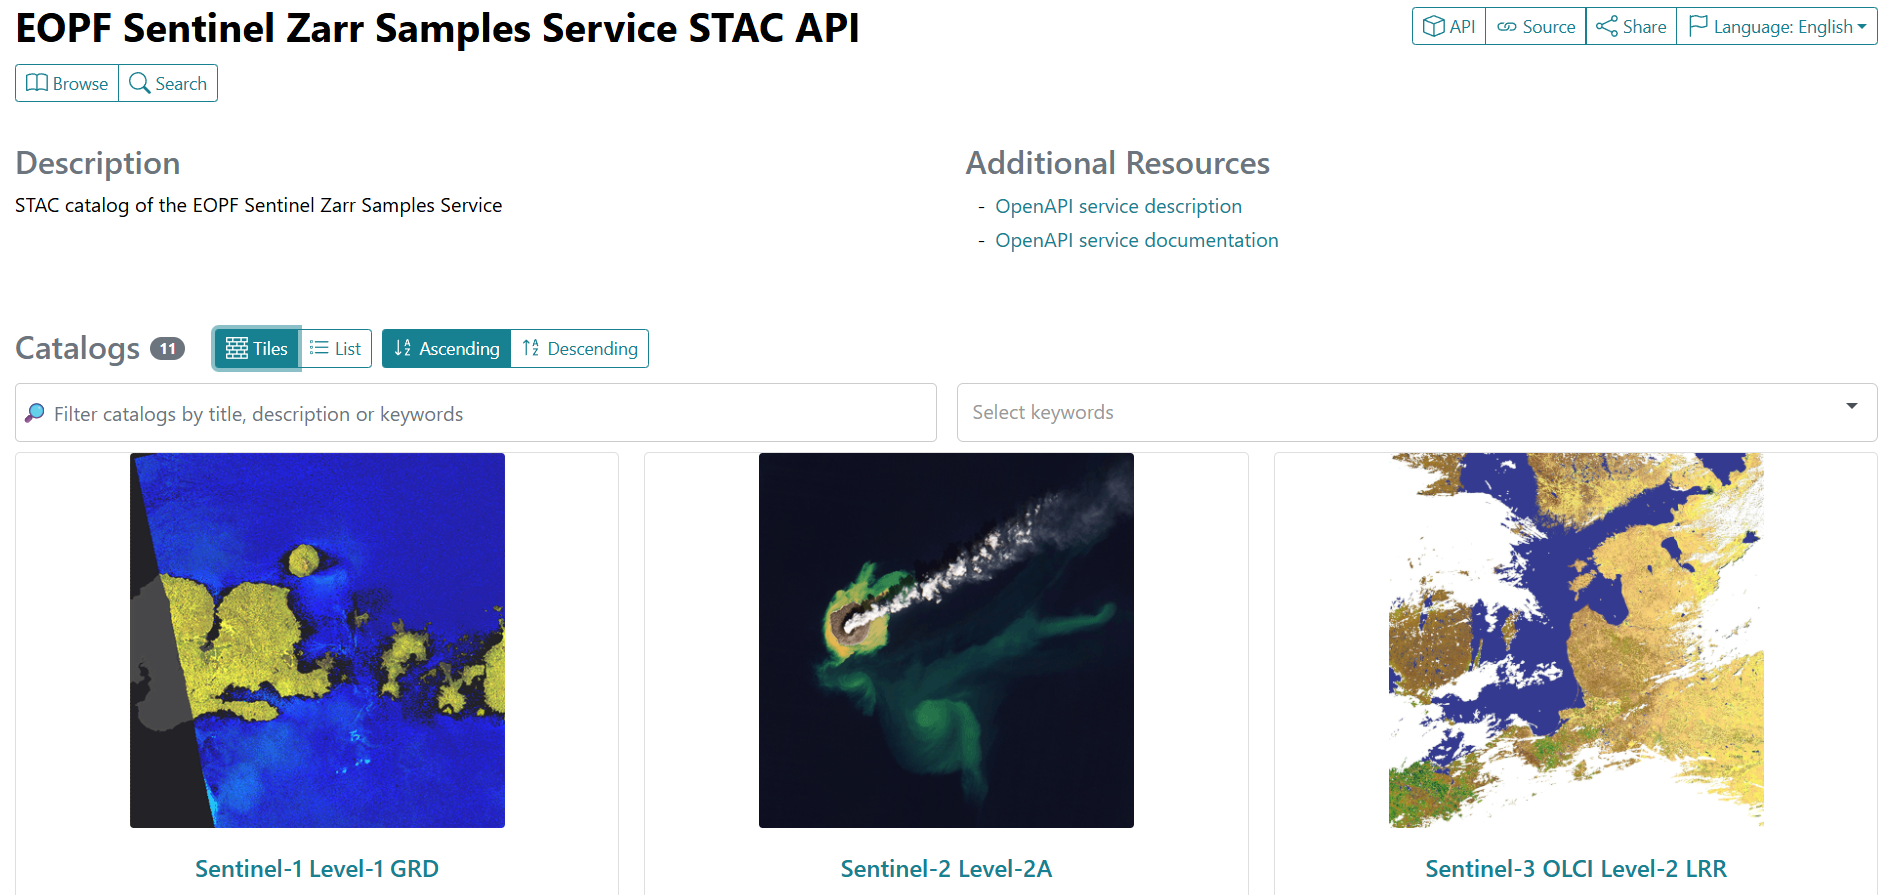 EOPF Sentinel Zarr Samples Service STAC API
API Source Share Language: English
Browse Search
Description
STAC catalog of the EOPF Sentinel Zarr Samples Service
Additional Resources
- OpenAPI service description
- OpenAPI service documentation
Catalogs 11 Tiles List Ascending Descending
Filter catalogs by title, description or keywords
Select keywords
Sentinel-1 Level-1 GRD
Sentinel-2 Level-2A
Sentinel-3 OLCI Level-2 LRR